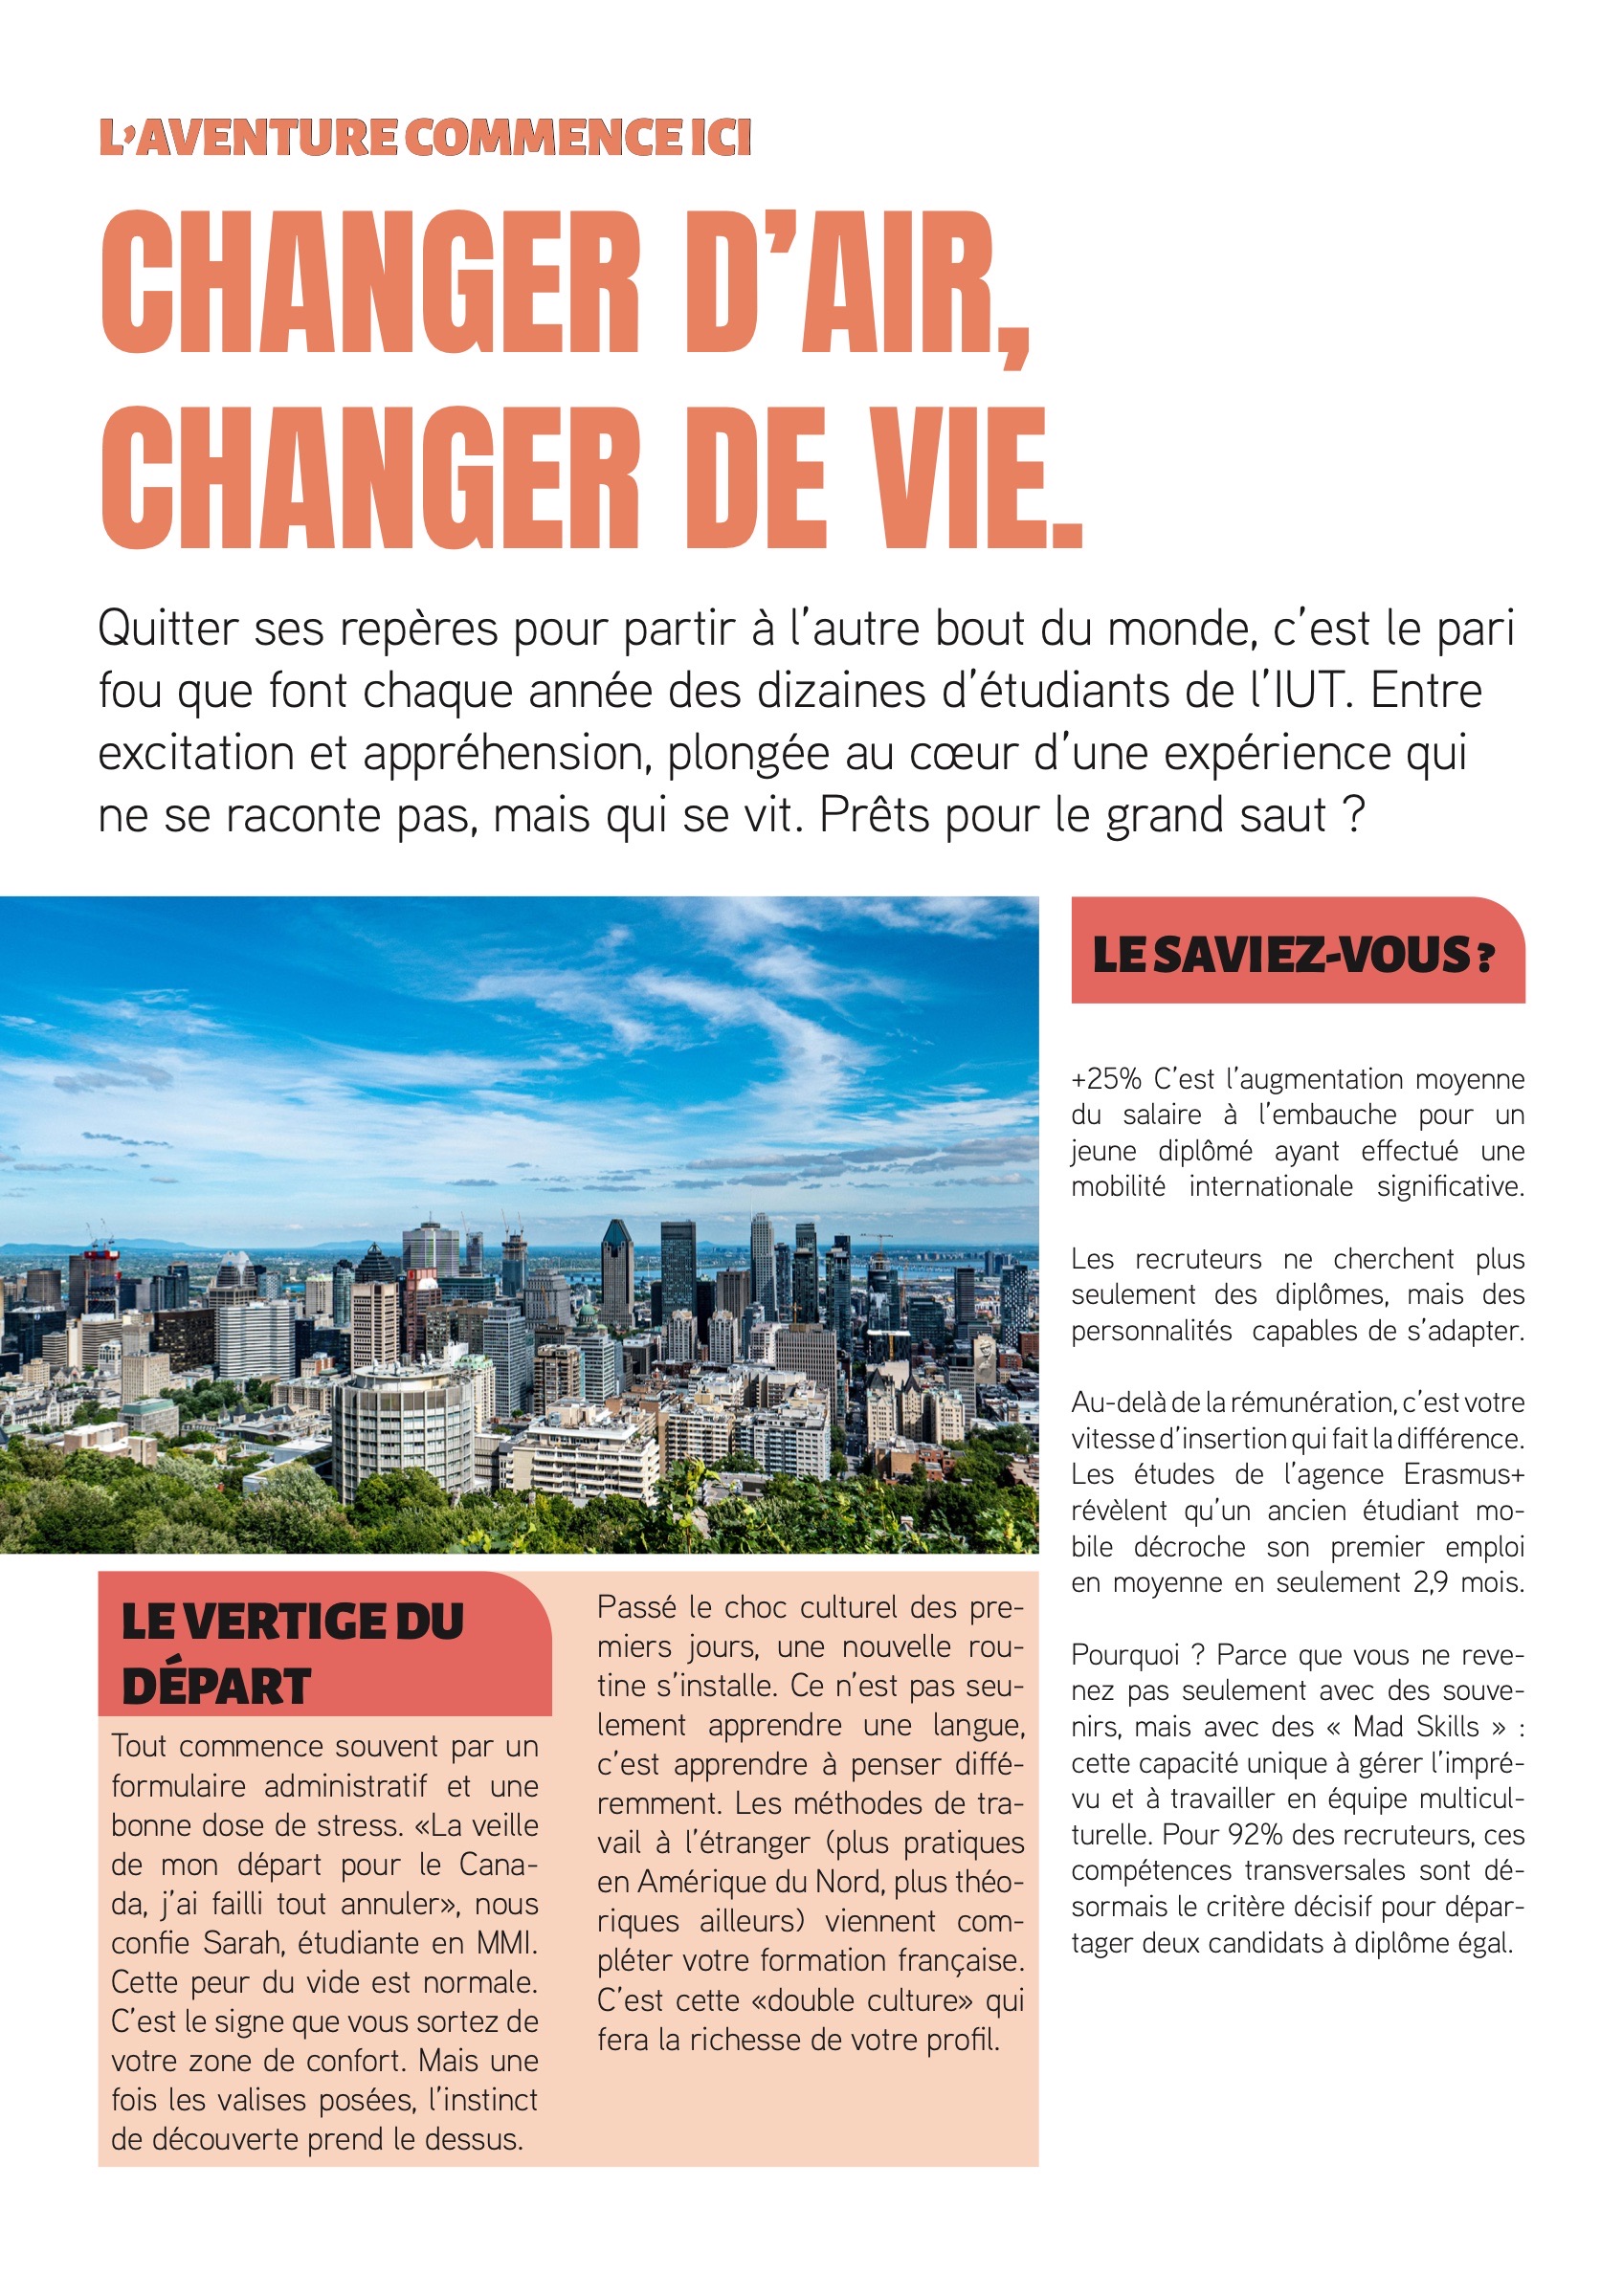 L’AVENTURE COMMENCE ICI
CHANGER D’AIR,
CHANGER DE VIE.
Quitter ses repères pour partir à l’autre bout du monde, c’est le pari
fou que font chaque année des dizaines d’étudiants de l’IUT. Entre
excitation et appréhension, plongée au cœur d’une expérience qui
ne se raconte pas, mais qui se vit. Prêts pour le grand saut ?
LE VERTIGE DU
DÉPART
Tout commence souvent par un
formulaire administratif et une
bonne dose de stress. «La veille
de mon départ pour le Cana-
da, j’ai failli tout annuler», nous
confie Sarah, étudiante en MMI.
Cette peur du vide est normale.
C’est le signe que vous sortez de
votre zone de confort. Mais une
fois les valises posées, l’instinct
de découverte prend le dessus.
Passé le choc culturel des pre-
miers jours, une nouvelle rou-
tine s’installe. Ce n’est pas seu-
lement apprendre une langue,
c’est apprendre à penser diffé-
remment. Les méthodes de tra-
vail à l’étranger (plus pratiques
en Amérique du Nord, plus théo-
riques ailleurs) viennent com-
pléter votre formation française.
C’est cette «double culture» qui
fera la richesse de votre profil.
LE SAVIEZ-VOUS ?
+25% C’est l’augmentation moyenne
du salaire à l’embauche pour un
jeune diplômé ayant effectué une
mobilité internationale significative.
Les recruteurs ne cherchent plus
seulement des diplômes, mais des
personnalités capables de s’adapter.
Au-delà de la rémunération, c’est votre
vitesse d’insertion qui fait la différence.
Les études de l’agence Erasmus+
révèlent qu’un ancien étudiant mo-
bile décroche son premier emploi
en moyenne en seulement 2,9 mois.
Pourquoi ? Parce que vous ne reve-
nez pas seulement avec des souve-
nirs, mais avec des « Mad Skills » :
cette capacité unique à gérer l’impré-
vu et à travailler en équipe multicul-
turelle. Pour 92% des recruteurs, ces
compétences transversales sont dé-
sormais le critère décisif pour dépar-
tager deux candidats à diplôme égal.